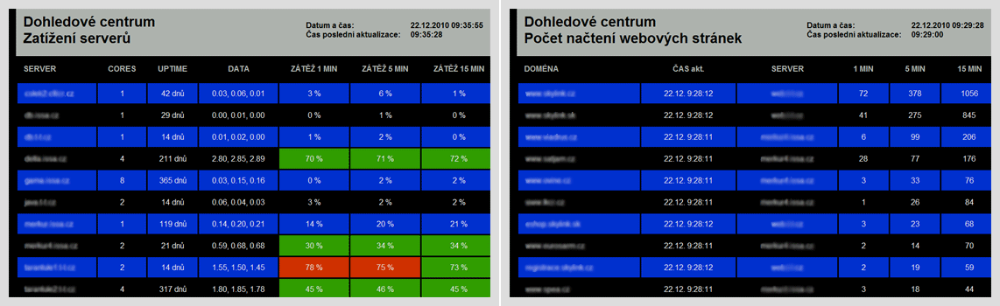 Dohledové centrum
Zatížení serverů
Datum a čas: 22.12.2010 09:35:55
Čas poslední aktualizace: 09:35:28
SERVER CORES UPTIME DATA ZÁTĚŽ 1 MIN ZÁTĚŽ 5 MIN ZÁTĚŽ 15 MIN
1 42 dnů 0.03, 0.06, 0.01 3 % 6 % 1 %
1 29 dnů 0.00, 0.01, 0.00 0 % 1 % 0 %
1 14 dnů 0.01, 0.02, 0.00 1 % 2 % 0 %
4 211 dnů 2.80, 2.85, 2.89 70 % 71 % 72 %
8 365 dnů 0.03, 0.15, 0.16 0 % 2 % 2 %
2 14 dnů 0.06, 0.04, 0.03 3 % 2 % 2 %
1 119 dnů 0.14, 0.20, 0.21 14 % 20 % 21 %
2 21 dnů 0.59, 0.68, 0.68 30 % 34 % 34 %
2 14 dnů 1.55, 1.50, 1.45 78 % 75 % 73 %
4 317 dnů 1.80, 1.85, 1.78 45 % 46 % 45 %
Dohledové centrum
Počet načtení webových stránek
Datum a čas: 22.12.2010 09:29:28
Čas poslední aktualizace: 09:29:00
DOMÉNA ČAS akt. SERVER 1 MIN 5 MIN 15 MIN
22.12. 9:28:12 72 378 1056
22.12. 9:28:12 41 275 845
22.12. 9:28:11 6 99 206
22.12. 9:28:11 28 77 176
22.12. 9:28:11 3 33 76
22.12. 9:28:11 1 26 84
22.12. 9:28:11 3 23 68
22.12. 9:28:11 2 14 70
22.12. 9:28:12 2 19 59
22.12. 9:28:11 3 18 44